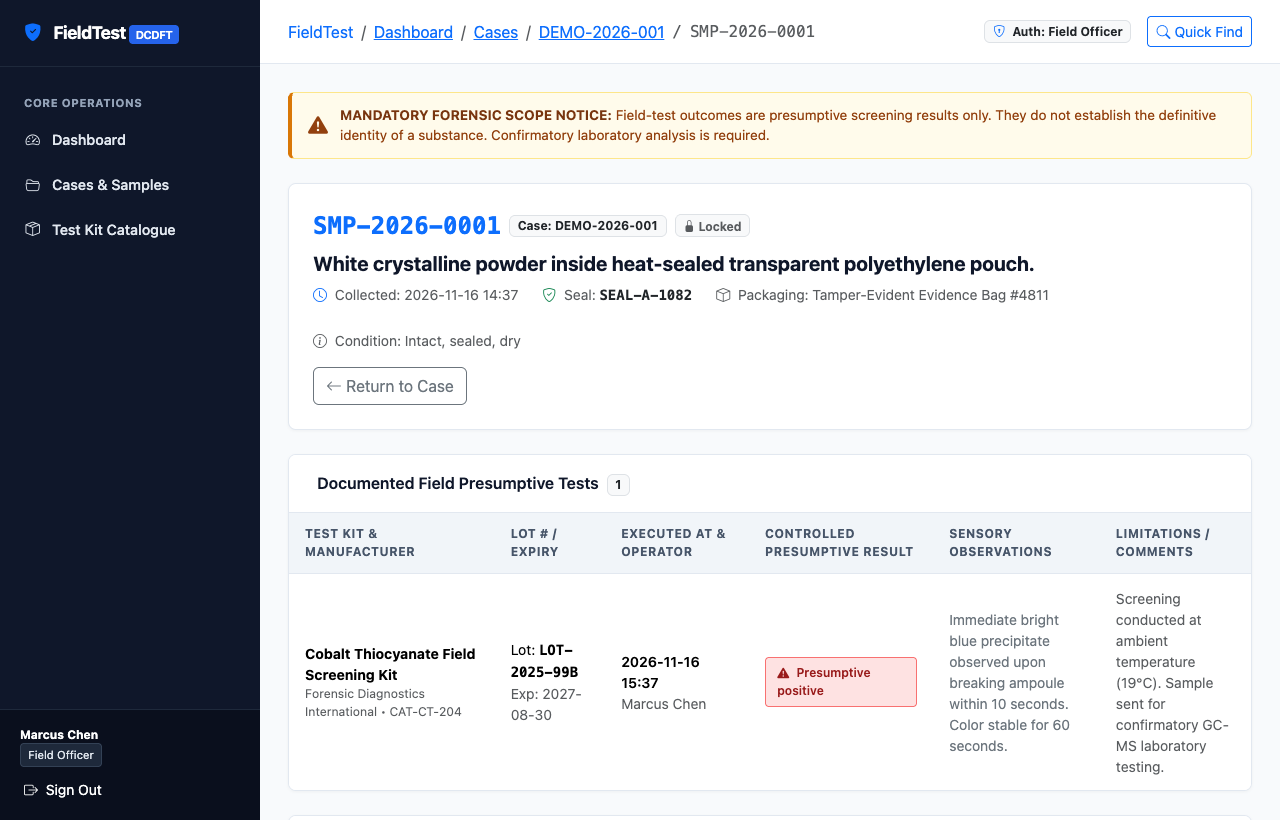 FieldTest DCDFT
CORE OPERATIONS
Dashboard
Cases & Samples
Test Kit Catalogue
Marcus Chen
Field Officer
Sign Out
FieldTest / Dashboard / Cases / DEMO-2026-001 / SMP-2026-0001
Auth: Field Officer
Quick Find
MANDATORY FORENSIC SCOPE NOTICE: Field-test outcomes are presumptive screening results only. They do not establish the definitive
identity of a substance. Confirmatory laboratory analysis is required.
SMP-2026-0001 Case: DEMO-2026-001 Locked
White crystalline powder inside heat-sealed transparent polyethylene pouch.
Collected: 2026-11-16 14:37 Seal: SEAL-A-1082 Packaging: Tamper-Evident Evidence Bag #4811
Condition: Intact, sealed, dry
Return to Case
Documented Field Presumptive Tests 1
TEST KIT &
MANUFACTURER
LOT # /
EXPIRY
EXECUTED AT &
OPERATOR
CONTROLLED
PRESUMPTIVE RESULT
SENSORY
OBSERVATIONS
LIMITATIONS /
COMMENTS
Cobalt Thiocyanate Field
Screening Kit
Forensic Diagnostics
International • CAT-CT-204
Lot: LOT-
2025-99B
Exp: 2027-
08-30
2026-11-16
15:37
Marcus Chen
Presumptive
positive
Immediate bright
blue precipitate
observed upon
breaking ampoule
within 10 seconds.
Color stable for 60
seconds.
Screening
conducted at
ambient
temperature
(19°C). Sample
sent for
confirmatory GC-
MS laboratory
testing.